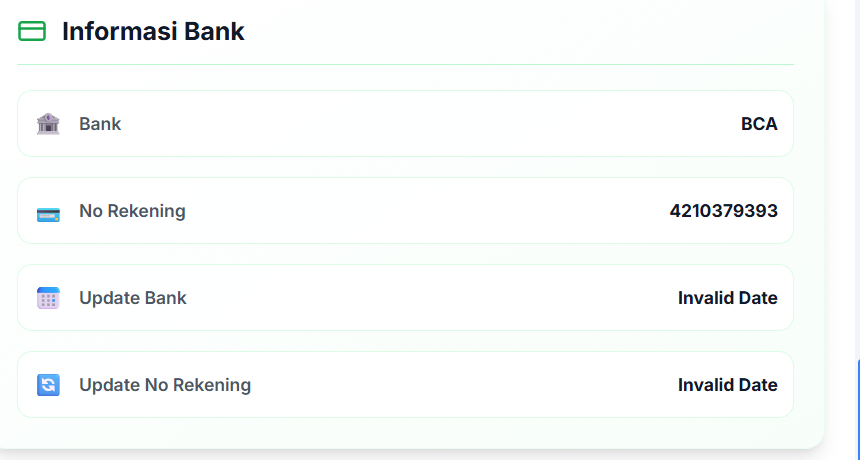 Informasi Bank
Bank BCA
No Rekening 4210379393
Update Bank Invalid Date
Update No Rekening Invalid Date